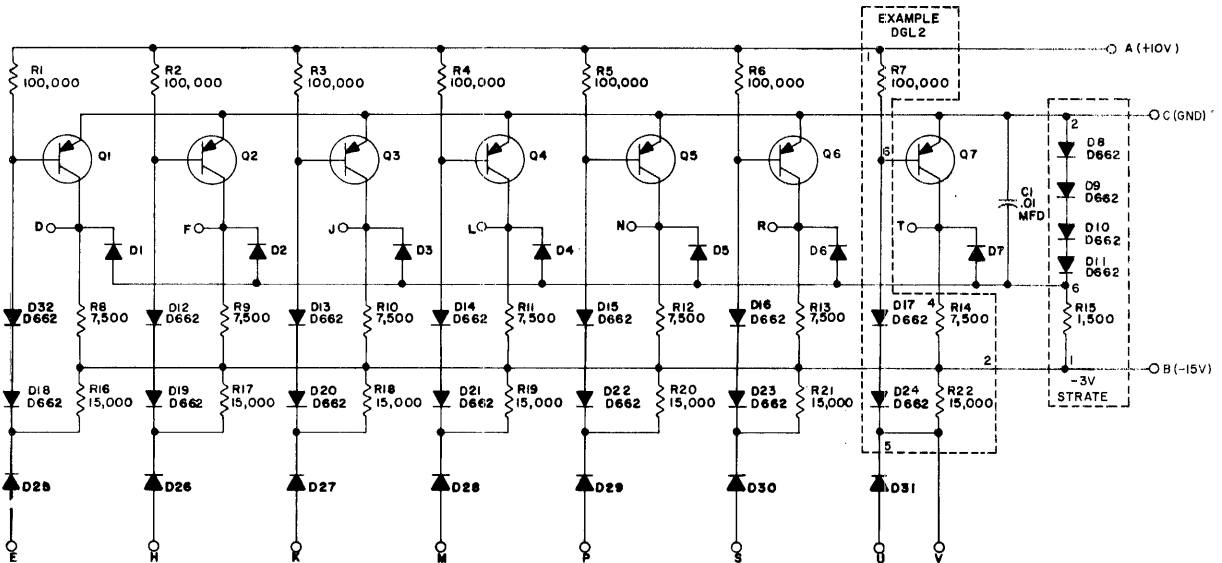 EXAMPLE
DGL2
A (+10V)
1
R1
100,000
R2
100,000
R3
100,000
R4
100,000
R5
100,000
R6
100,000
R7
100,000
C (GND)
2
Q1
Q2
Q3
Q4
Q5
Q6
6
Q7
D8
D662
D9
D662
C1
.01
MFD
D10
D662
D11
D662
D
D1
F
D2
J
D3
L
D4
N
D5
R
D6
T
D7
6
D32
D662
R8
7,500
D12
D662
R9
7,500
D13
D662
R10
7,500
D14
D662
R11
7,500
D15
D662
R12
7,500
D16
D662
R13
7,500
D17
D662
4
R14
7,500
R15
1,500
2
1
B (-15V)
D18
D662
R16
15,000
D19
D662
R17
15,000
D20
D662
R18
15,000
D21
D662
R19
15,000
D22
D662
R20
15,000
D23
D662
R21
15,000
D24
D662
R22
15,000
-3V
STRATE
5
D25
D26
D27
D28
D29
D30
D31
E
H
K
M
P
S
U
V